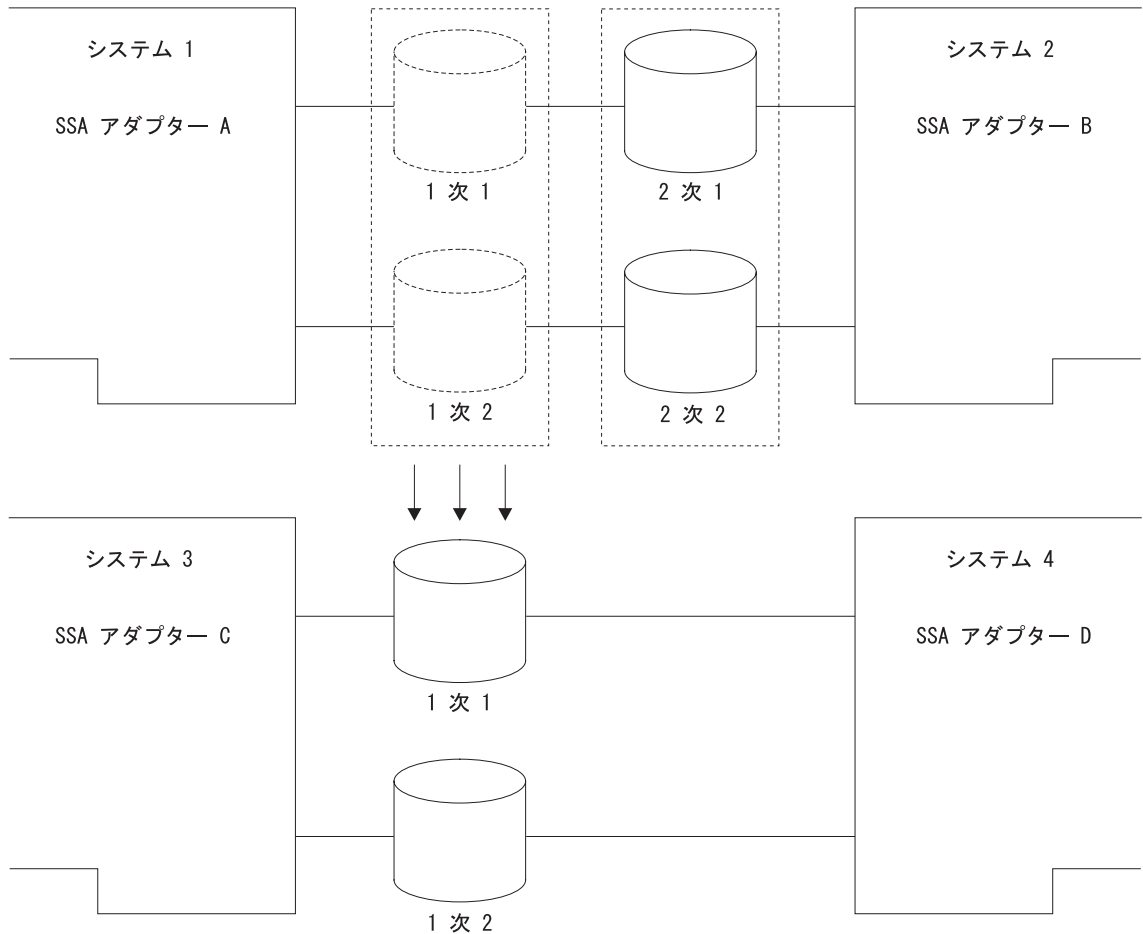 システム 1
SSA アダプター A
システム 2
SSA アダプター B
1 次 1
2 次 1
1 次 2
2 次 2
システム 3
SSA アダプター C
システム 4
SSA アダプター D
1 次 1
1 次 2